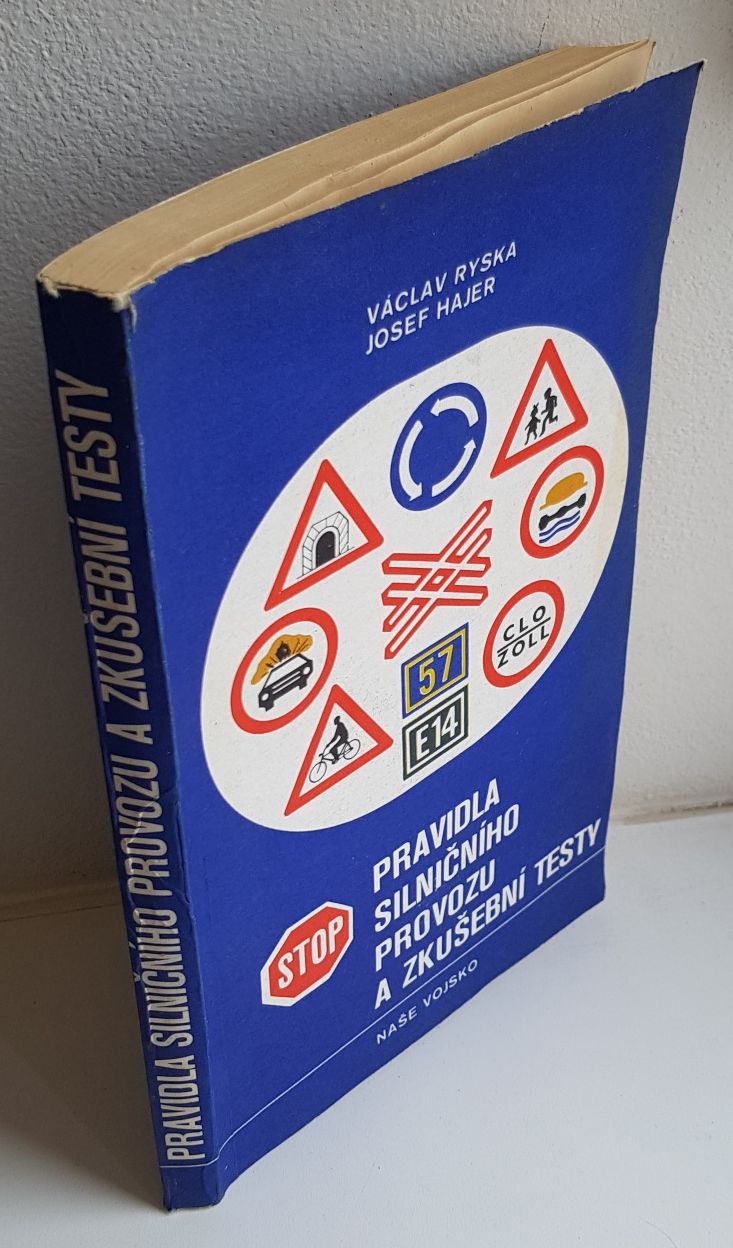 PRAVIDLA SILNIČNÍHO PROVOZU A ZKUŠEBNÍ TESTY
VÁCLAV RYSKA
JOSEF HAJER
CLO
ZOLL
57
E14
STOP
PRAVIDLA
SILNIČNÍHO
PROVOZU
A ZKUŠEBNÍ TESTY
NAŠE VOJSKO